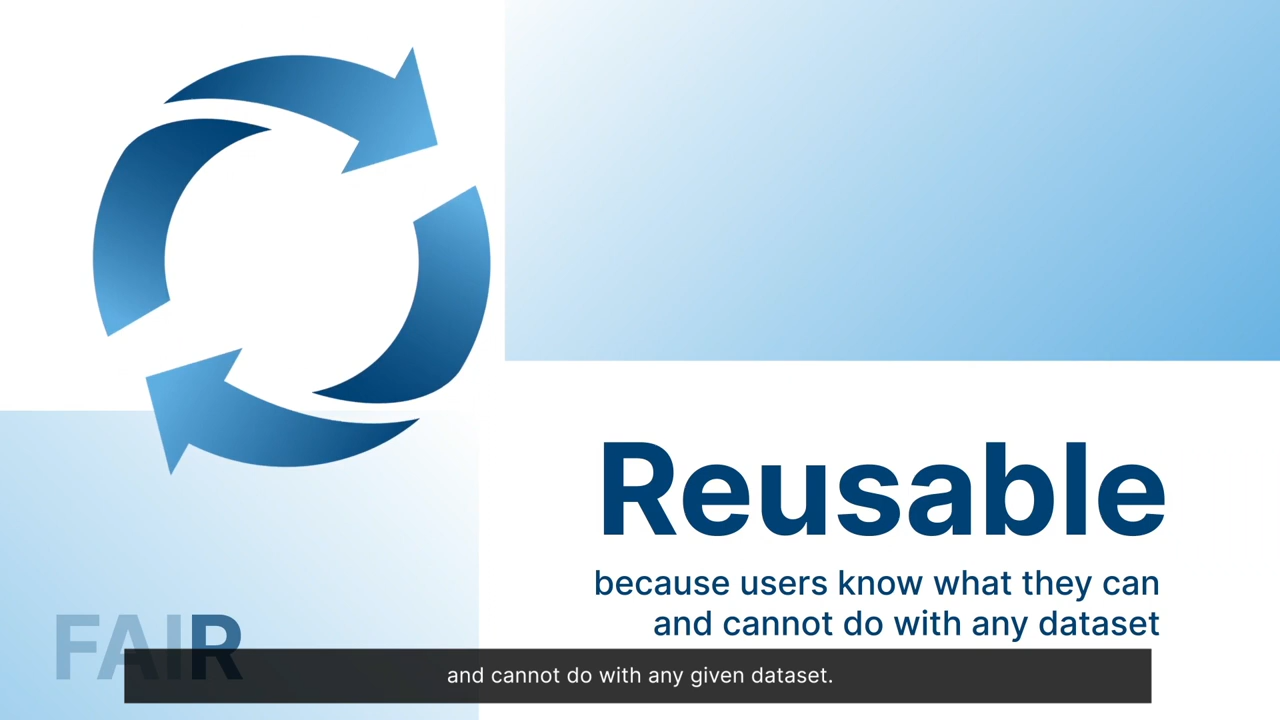 Reusable
because users know what they can
and cannot do with any dataset
FAIR
and cannot do with any given dataset.